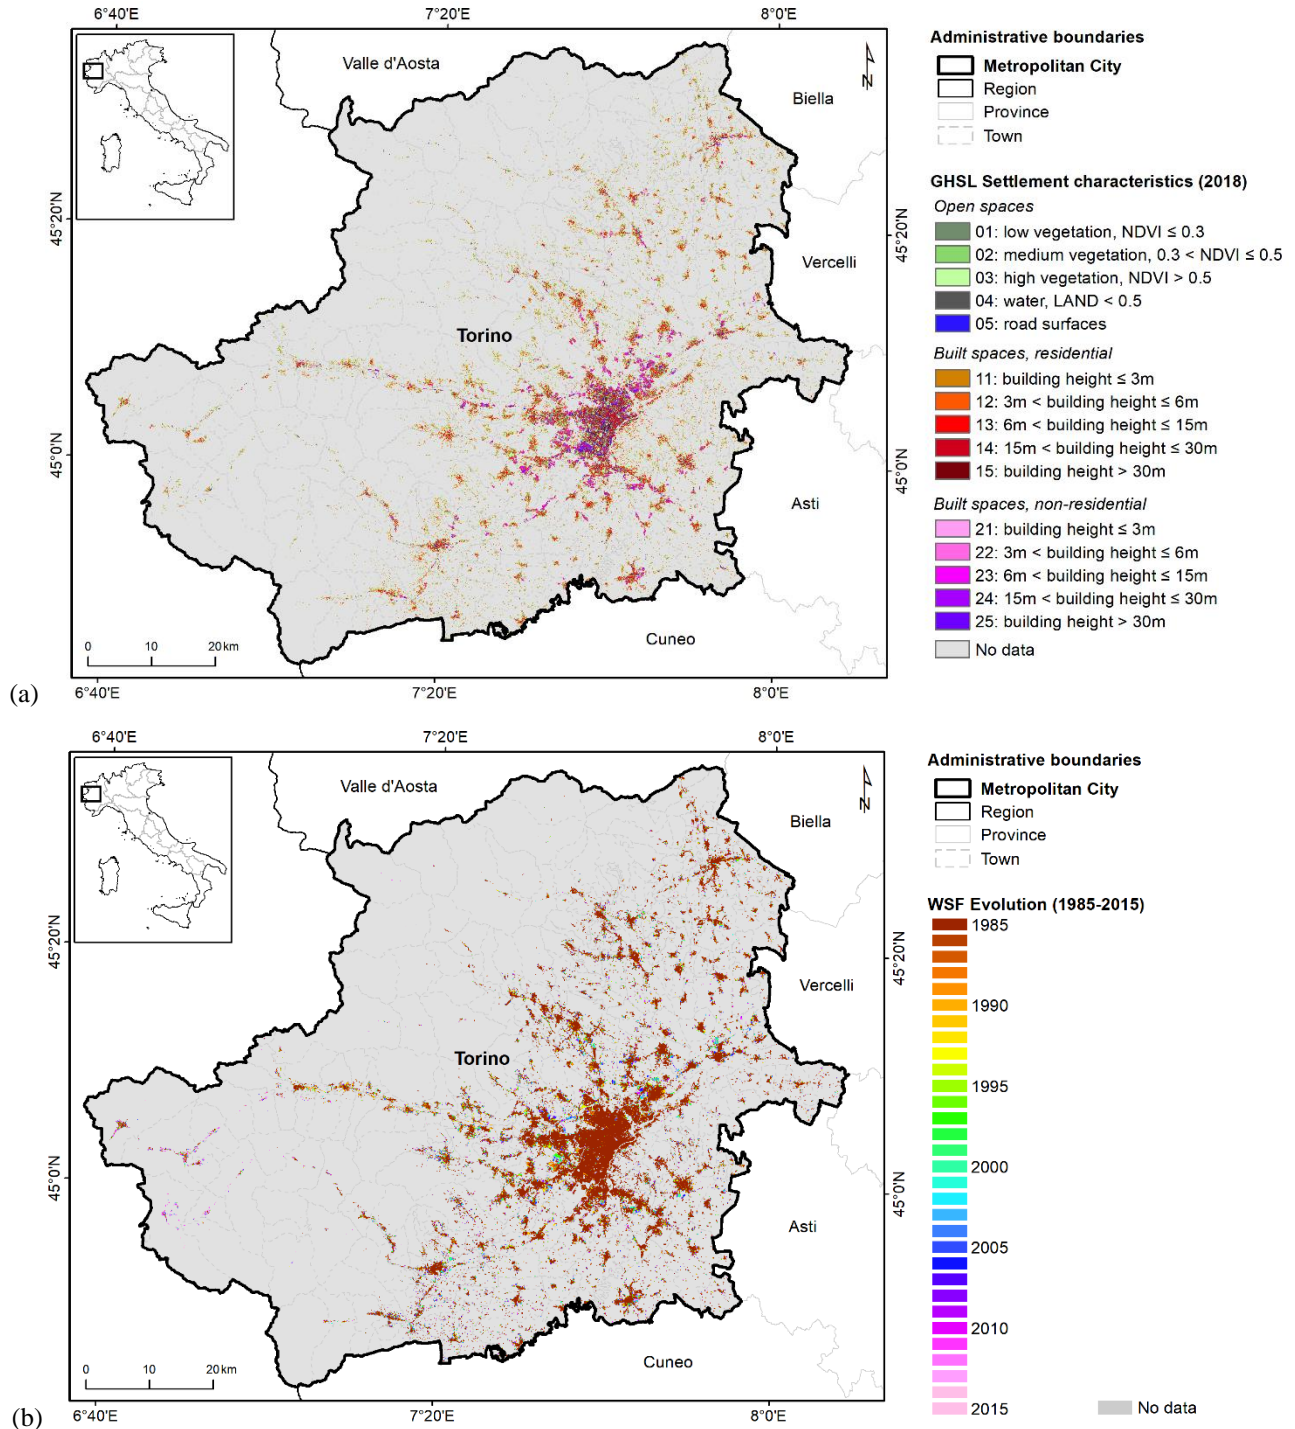 6°40'E 7°20'E 8°0'E
Valle d'Aosta
Biella
45°20'N 45°20'N
Vercelli
Torino
45°0'N 45°0'N
Asti
Cuneo
0 10 20 km
N
6°40'E 7°20'E 8°0'E
(a)
Administrative boundaries
Metropolitan City
Region
Province
Town
GHSL Settlement characteristics (2018)
Open spaces
01: low vegetation, NDVI ≤ 0.3
02: medium vegetation, 0.3 < NDVI ≤ 0.5
03: high vegetation, NDVI > 0.5
04: water, LAND < 0.5
05: road surfaces
Built spaces, residential
11: building height ≤ 3m
12: 3m < building height ≤ 6m
13: 6m < building height ≤ 15m
14: 15m < building height ≤ 30m
15: building height > 30m
Built spaces, non-residential
21: building height ≤ 3m
22: 3m < building height ≤ 6m
23: 6m < building height ≤ 15m
24: 15m < building height ≤ 30m
25: building height > 30m
No data
6°40'E 7°20'E 8°0'E
Valle d'Aosta
Biella
45°20'N 45°20'N
Vercelli
Torino
45°0'N 45°0'N
Asti
Cuneo
0 10 20 km
N
6°40'E 7°20'E 8°0'E
(b)
Administrative boundaries
Metropolitan City
Region
Province
Town
WSF Evolution (1985-2015)
1985
1990
1995
2000
2005
2010
2015
No data